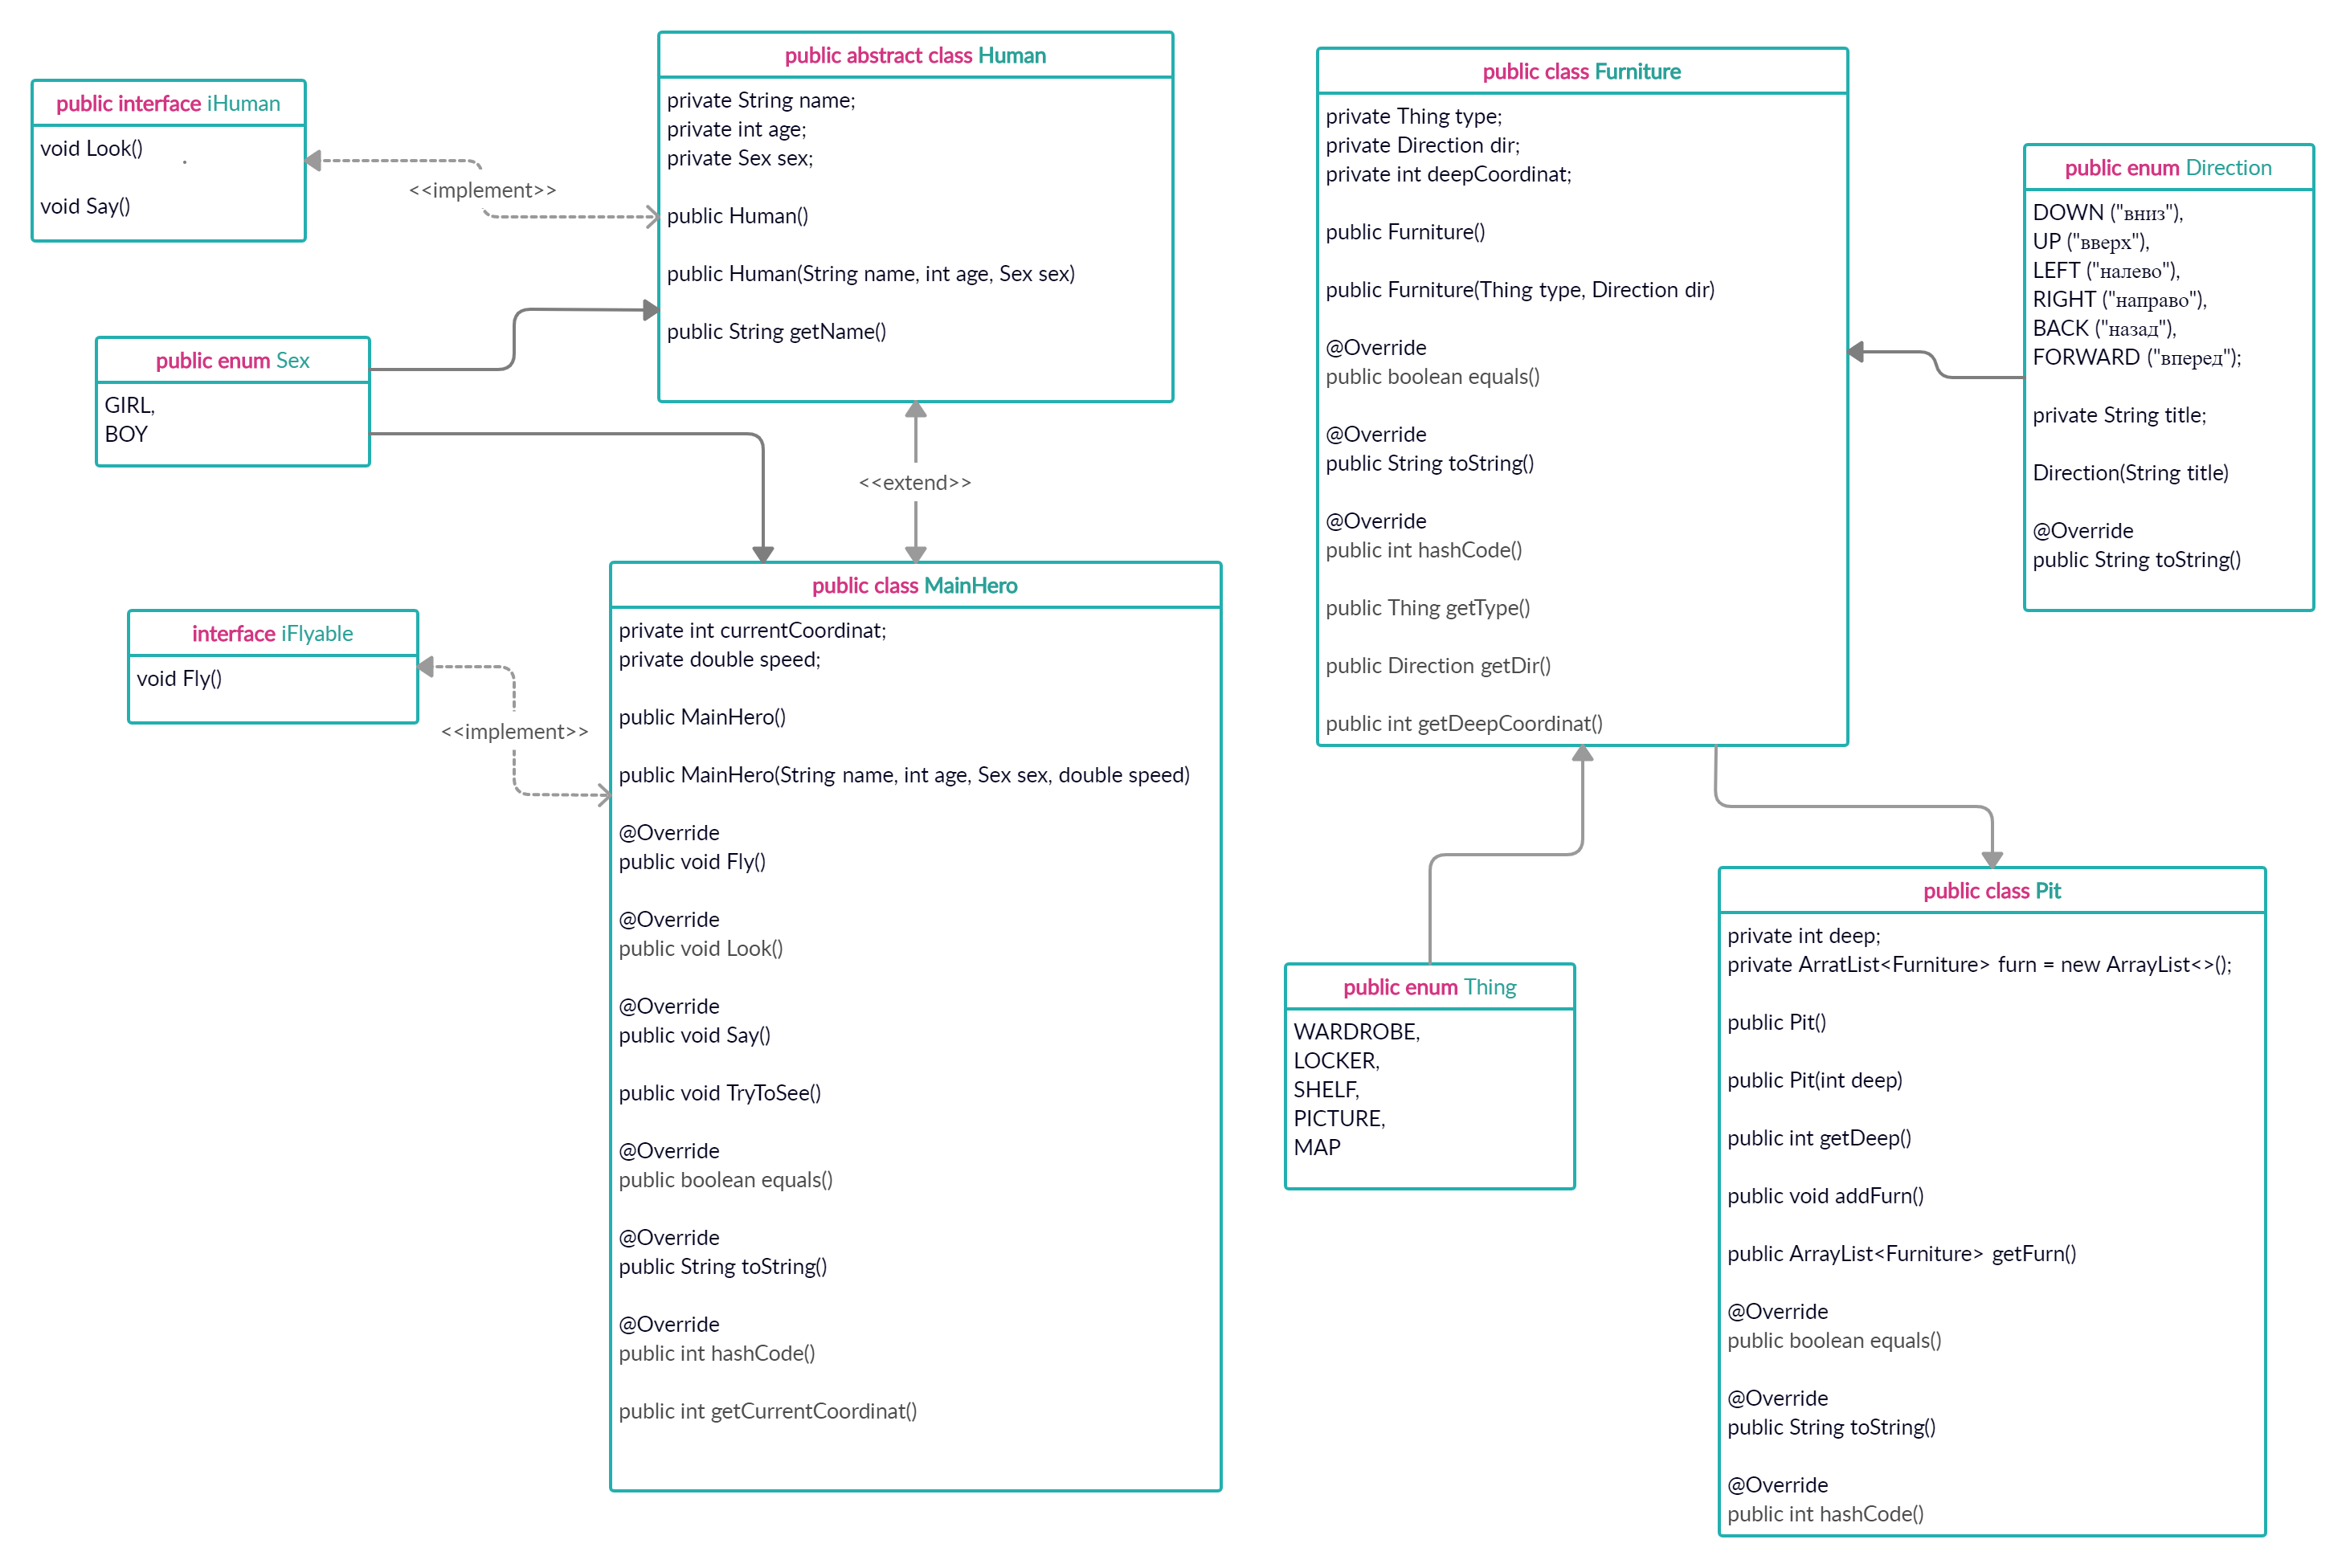 public interface iHuman
void Look()
void Say()
<<implement>>
public abstract class Human
private String name;
private int age;
private Sex sex;
public Human()
public Human(String name, int age, Sex sex)
public String getName()
public enum Sex
GIRL,
BOY
<<extend>>
interface iFlyable
void Fly()
<<implement>>
public class MainHero
private int currentCoordinat;
private double speed;
public MainHero()
public MainHero(String name, int age, Sex sex, double speed)
@Override
public void Fly()
@Override
public void Look()
@Override
public void Say()
public void TryToSee()
@Override
public boolean equals()
@Override
public String toString()
@Override
public int hashCode()
public int getCurrentCoordinat()
public class Furniture
private Thing type;
private Direction dir;
private int deepCoordinat;
public Furniture()
public Furniture(Thing type, Direction dir)
@Override
public boolean equals()
@Override
public String toString()
@Override
public int hashCode()
public Thing getType()
public Direction getDir()
public int getDeepCoordinat()
public enum Direction
DOWN ("вниз"),
UP ("вверх"),
LEFT ("налево"),
RIGHT ("направо"),
BACK ("назад"),
FORWARD ("вперед");
private String title;
Direction(String title)
@Override
public String toString()
public enum Thing
WARDROBE,
LOCKER,
SHELF,
PICTURE,
MAP
public class Pit
private int deep;
private ArratList<Furniture> furn = new ArrayList<>();
public Pit()
public Pit(int deep)
public int getDeep()
public void addFurn()
public ArrayList<Furniture> getFurn()
@Override
public boolean equals()
@Override
public String toString()
@Override
public int hashCode()